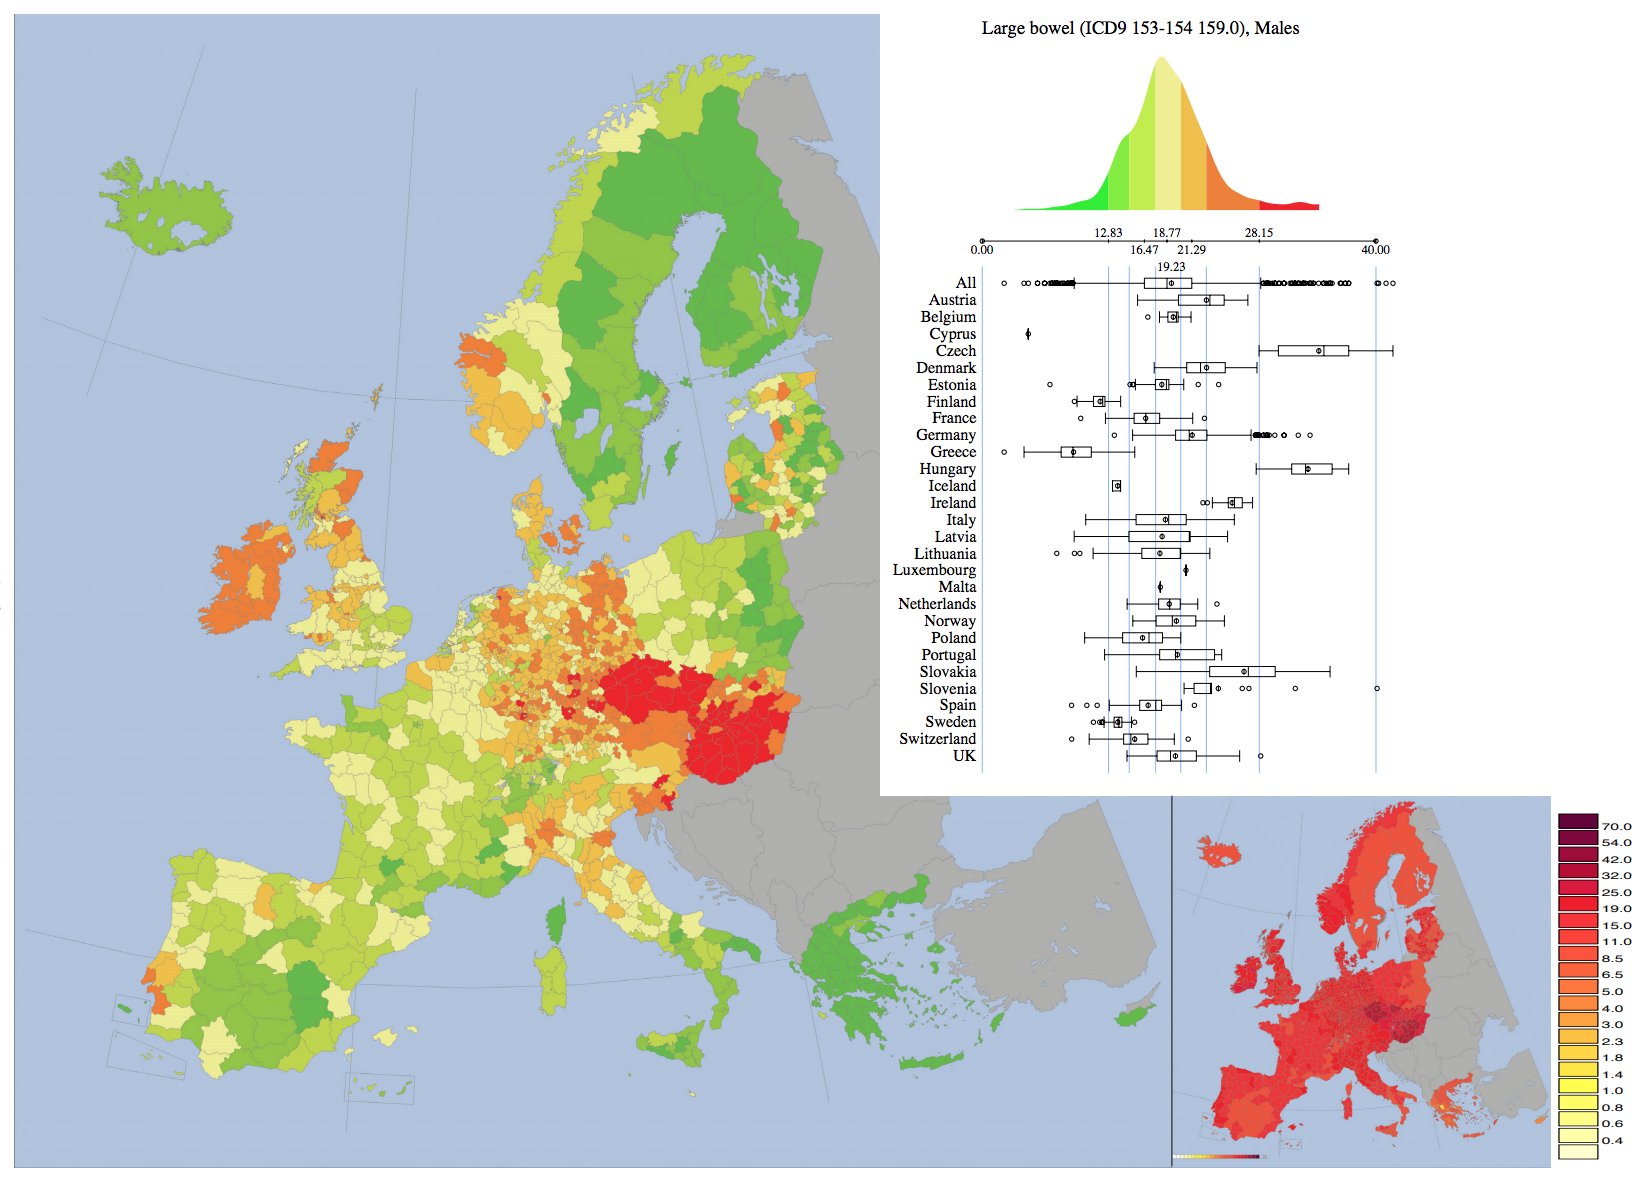 Large bowel (ICD9 153-154 159.0), Males
12.83 18.77 28.15
0.00 16.47 21.29 40.00
19.23
All
Austria
Belgium
Cyprus
Czech
Denmark
Estonia
Finland
France
Germany
Greece
Hungary
Iceland
Ireland
Italy
Latvia
Lithuania
Luxembourg
Malta
Netherlands
Norway
Poland
Portugal
Slovakia
Slovenia
Spain
Sweden
Switzerland
UK
70.0
54.0
42.0
32.0
25.0
19.0
15.0
11.0
8.5
6.5
5.0
4.0
3.0
2.3
1.8
1.4
1.0
0.8
0.6
0.4